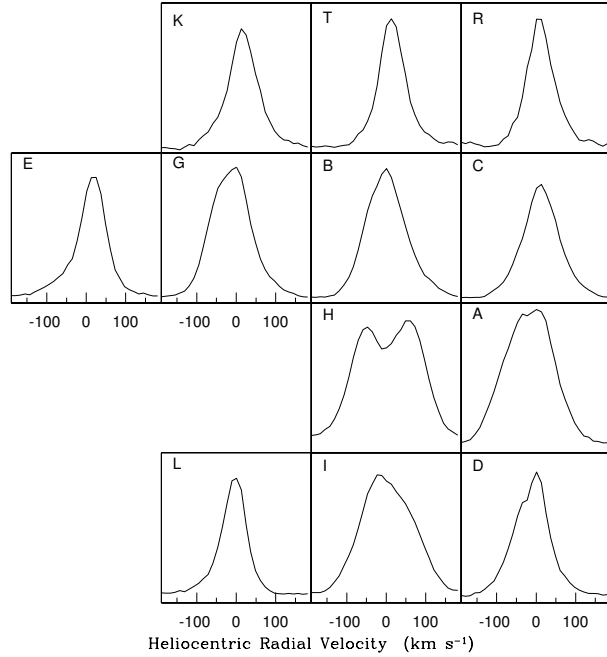 K T R
E G B C
-100 0 100 -100 0 100 H A
L I D
-100 0 100 -100 0 100 -100 0 100
Heliocentric Radial Velocity (km s⁻¹)